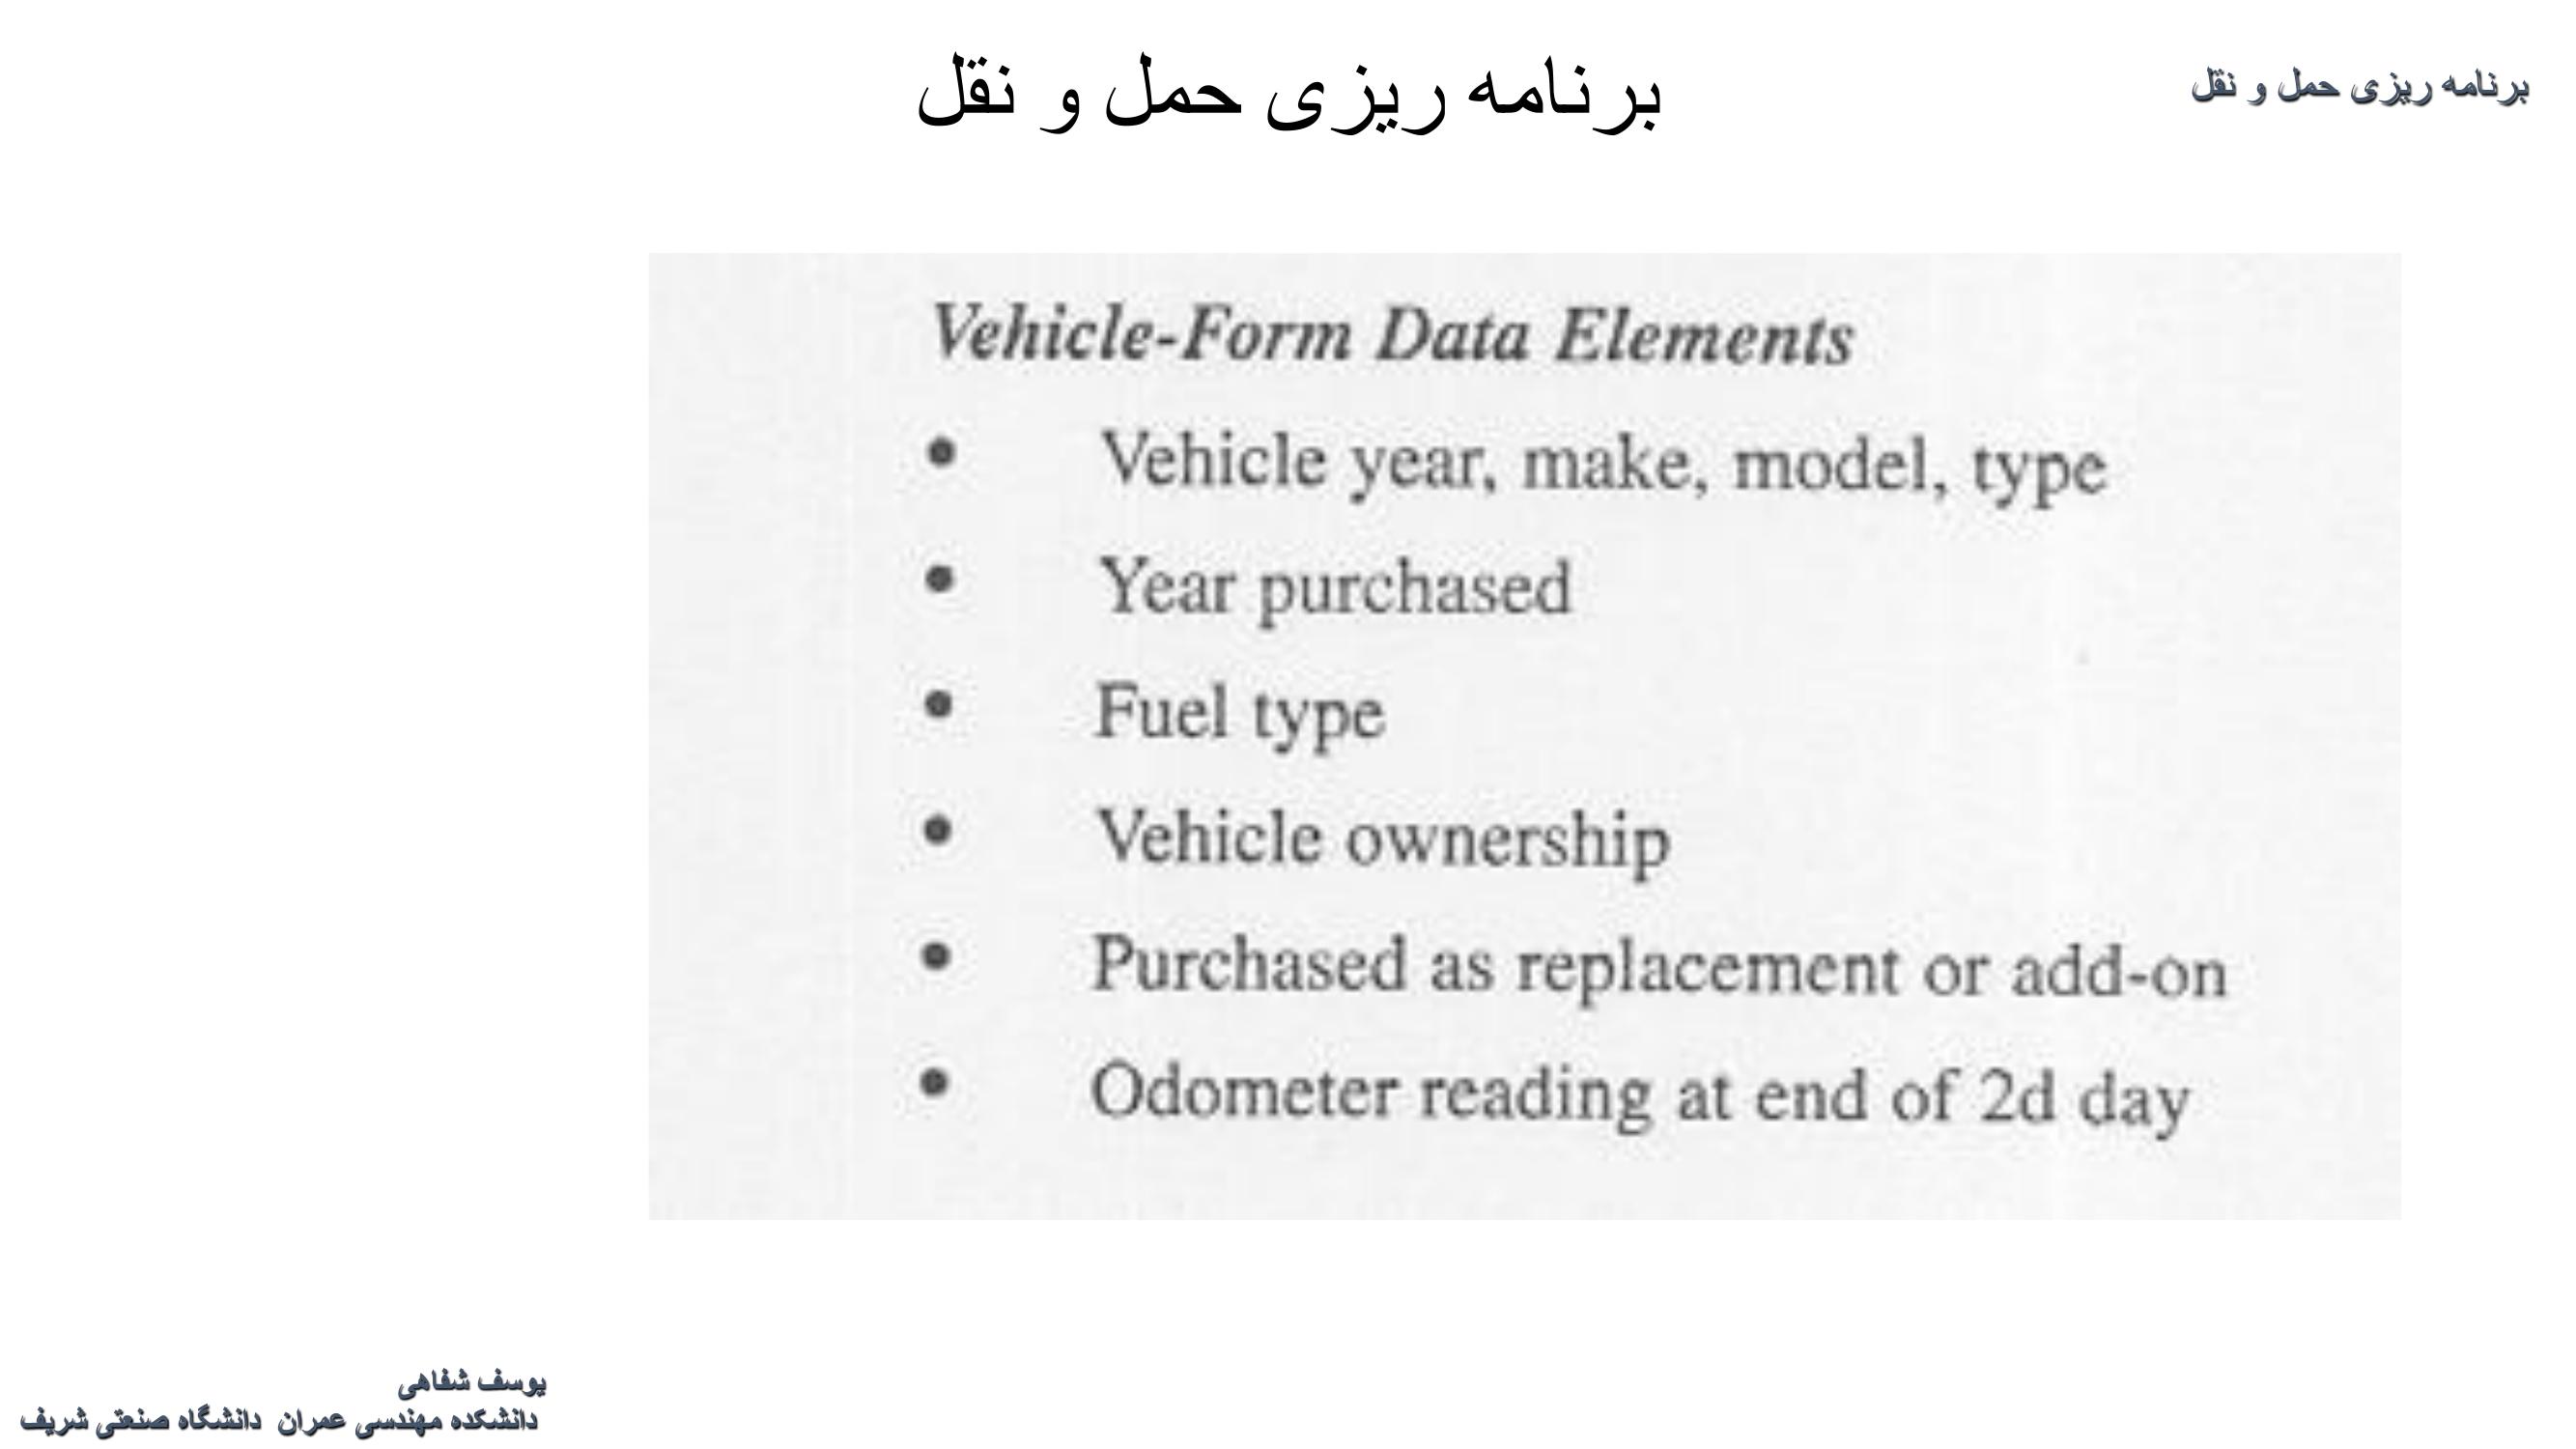 برنامه ریزی حمل و نقل
برنامه ریزی حمل و نقل
Vehicle-Form Data Elements
• Vehicle year, make, model, type
• Year purchased
• Fuel type
• Vehicle ownership
• Purchased as replacement or add-on
• Odometer reading at end of 2d day
یوسف شفاهی
دانشکده مهندسی عمران دانشگاه صنعتی شریف